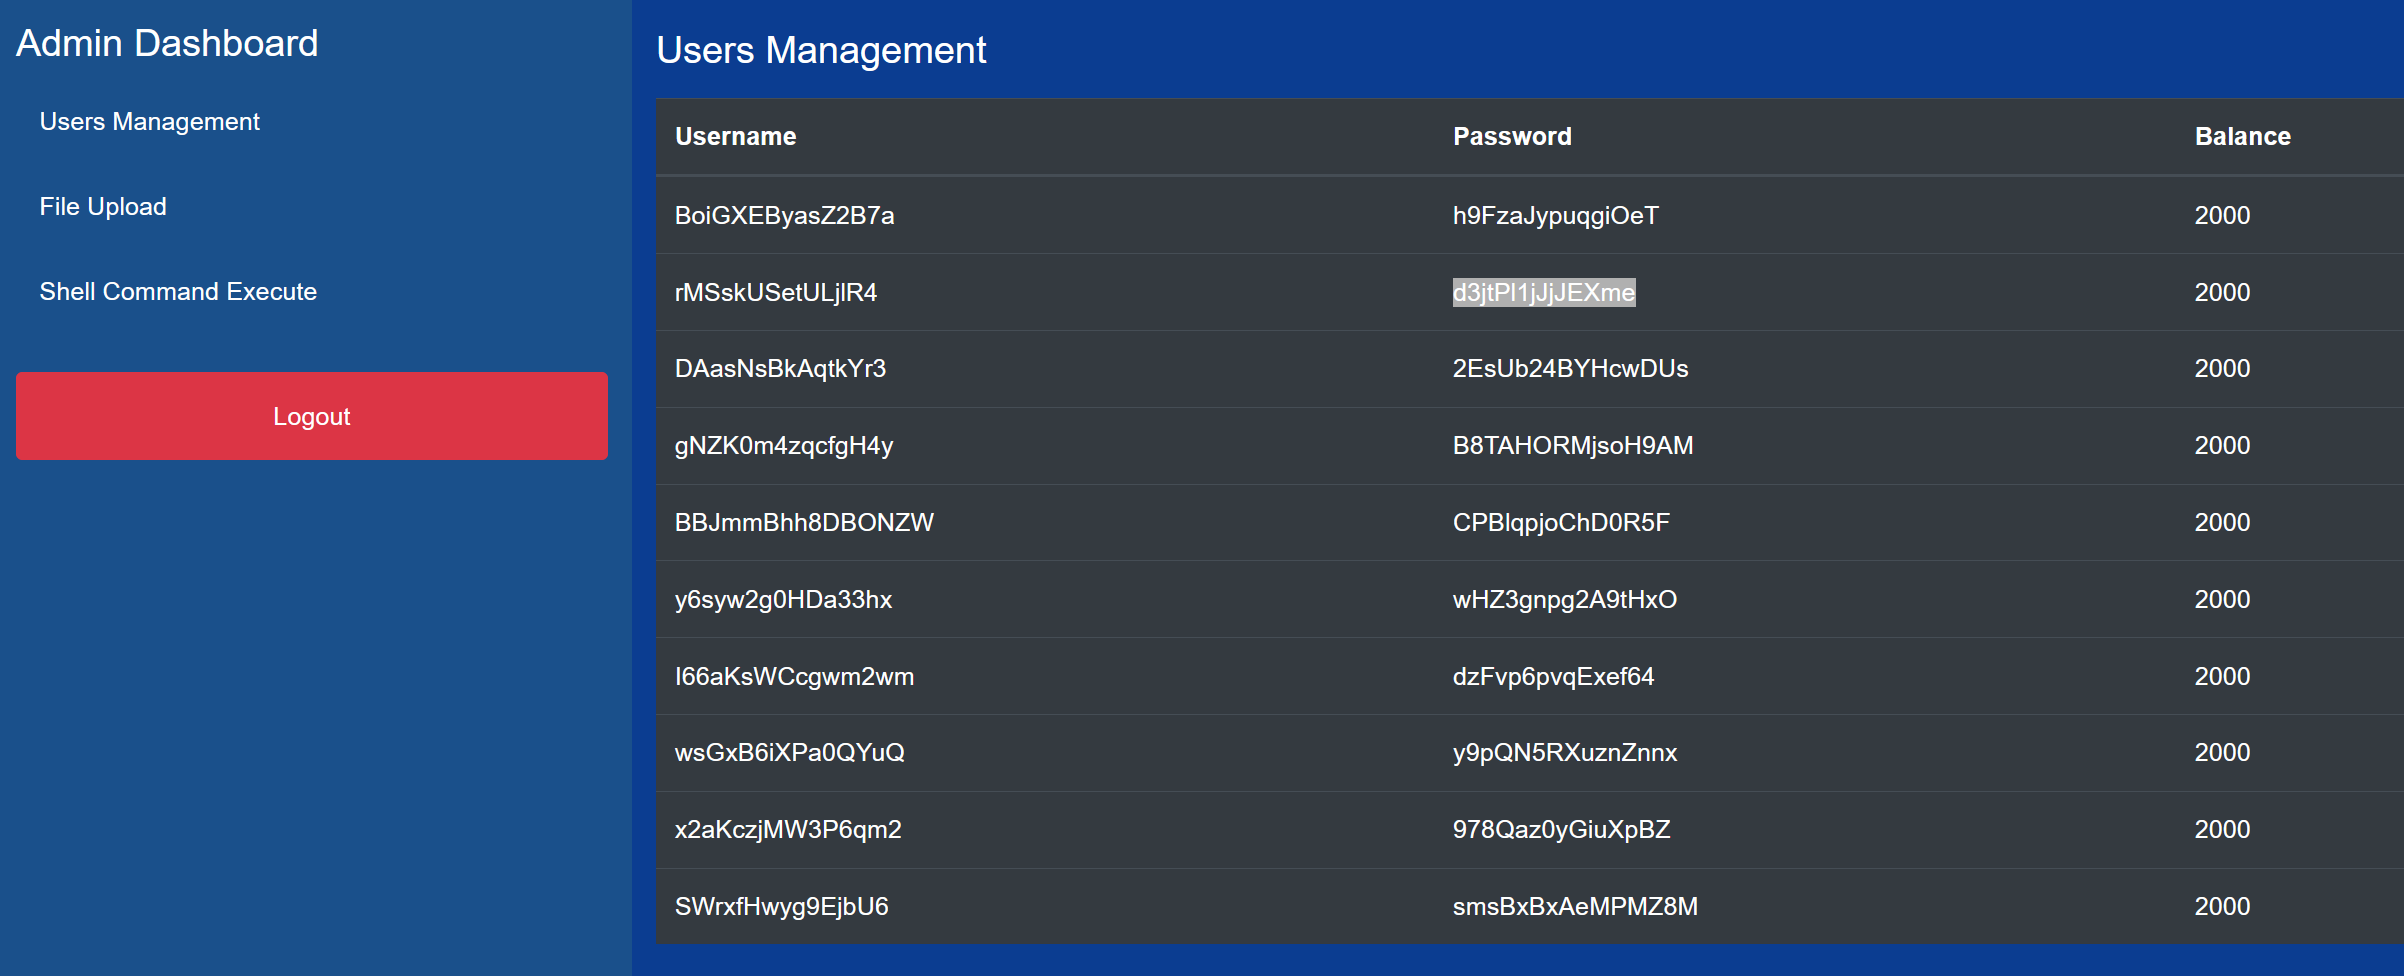 Admin Dashboard
Users Management
File Upload
Shell Command Execute
Logout
Users Management
Username Password Balance
BoiGXEByasZ2B7a h9FzaJypuqgiOeT 2000
rMSskUSetULjlR4 d3jtPl1jJjJEXme 2000
DAasNsBkAqtkYr3 2EsUb24BYHcwDUs 2000
gNZK0m4zqcfgH4y B8TAHORMjsoH9AM 2000
BBJmmBhh8DBONZW CPBlqpjoChD0R5F 2000
y6syw2g0HDa33hx wHZ3gnpg2A9tHxO 2000
I66aKsWCcgwm2wm dzFvp6pvqExef64 2000
wsGxB6iXPa0QYuQ y9pQN5RXuznZnnx 2000
x2aKczjMW3P6qm2 978Qaz0yGiuXpBZ 2000
SWrxfHwyg9EjbU6 smsBxBxAeMPMZ8M 2000